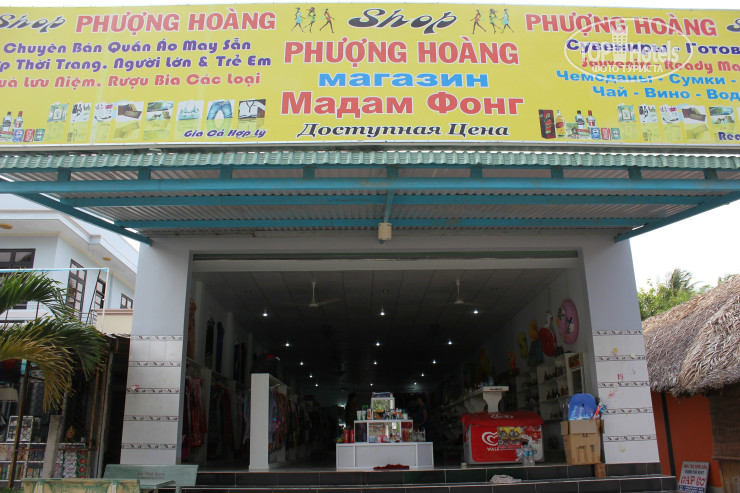 PHƯỢNG HOÀNG
Shop
PHƯỢNG HOÀNG
Chuyên Bán Quần Áo May Sẵn
Thời Trang, Người Lớn & Trẻ Em
Lưu Niệm, Rượu Bia Các Loại
Giá Cả Hợp Lý
Shop
PHƯỢNG HOÀNG
магазин
Мадам Фонг
Доступная Цена
Сувениры
Чемоданы - Сумки -
Чай - Вино - Вод
ФОТО ТУРИСТА